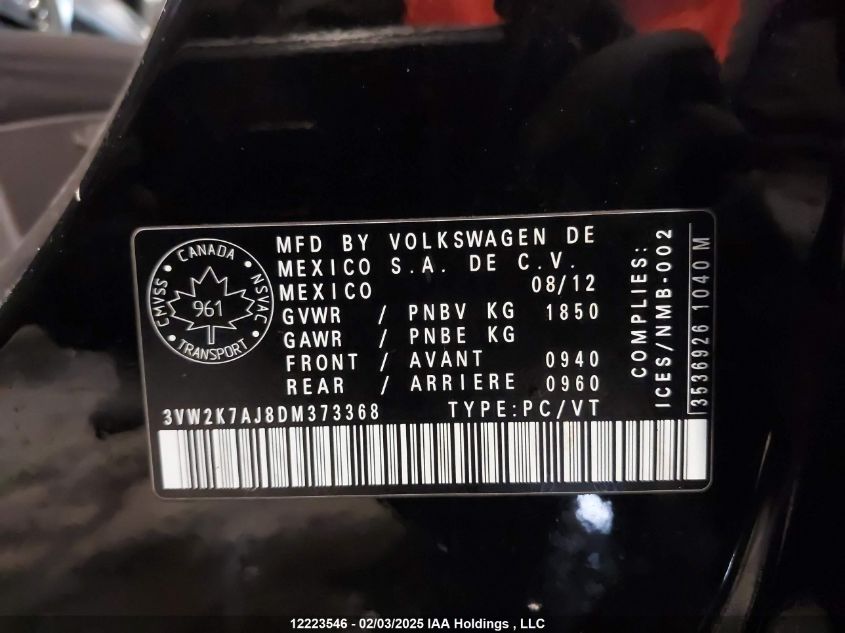 CANADA
CMVSS
NSVAC
961
TRANSPORT
MFD BY VOLKSWAGEN DE
MEXICO S.A. DE C.V.
MEXICO 08/12
GVWR / PNBV KG 1850
GAWR / PNBE KG
FRONT / AVANT 0940
REAR / ARRIERE 0960
3VW2K7AJ8DM373368 TYPE:PC/VT
COMPLIES:
ICES/NMB-002
3536926 1040 M
12223546 - 02/03/2025 IAA Holdings , LLC